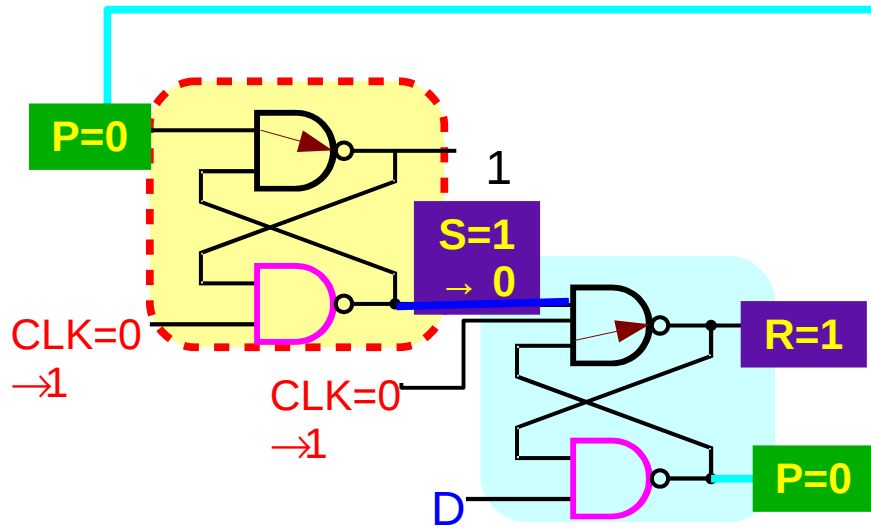 P=0
1
S=1
→ 0
CLK=0
→1
R=1
CLK=0
→1
P=0
D